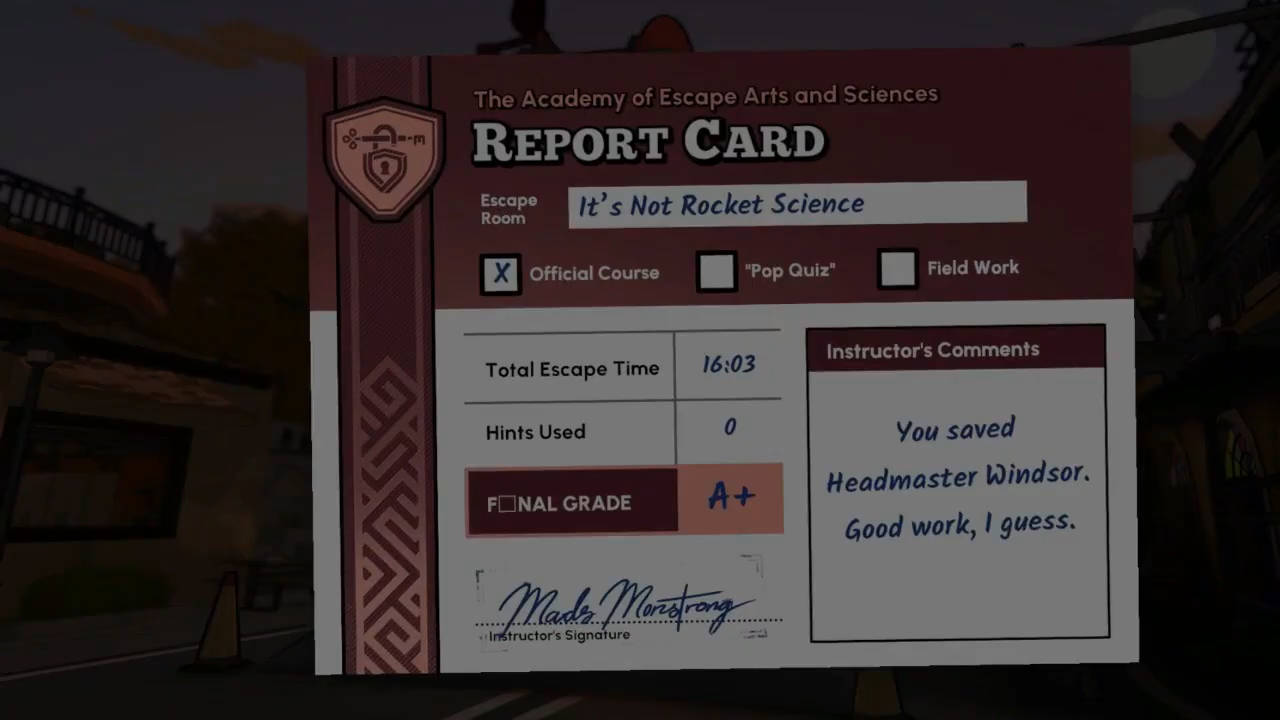 The Academy of Escape Arts and Sciences
REPORT CARD
Escape Room
It's Not Rocket Science
X Official Course
"Pop Quiz"
Field Work
Total Escape Time 16:03
Hints Used 0
F□NAL GRADE A+
Mads Monstrong
Instructor's Signature
Instructor's Comments
You saved
Headmaster Windsor.
Good work, I guess.